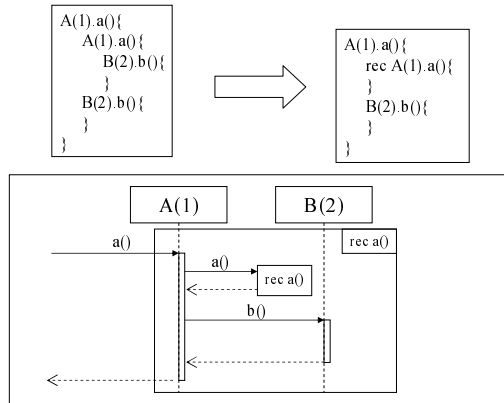 A(1).a(){
A(1).a(){
B(2).b(){
}
B(2).b(){
}
}
A(1).a(){
rec A(1).a(){
}
B(2).b(){
}
}
A(1)
B(2)
rec a()
a()
a()
rec a()
b()